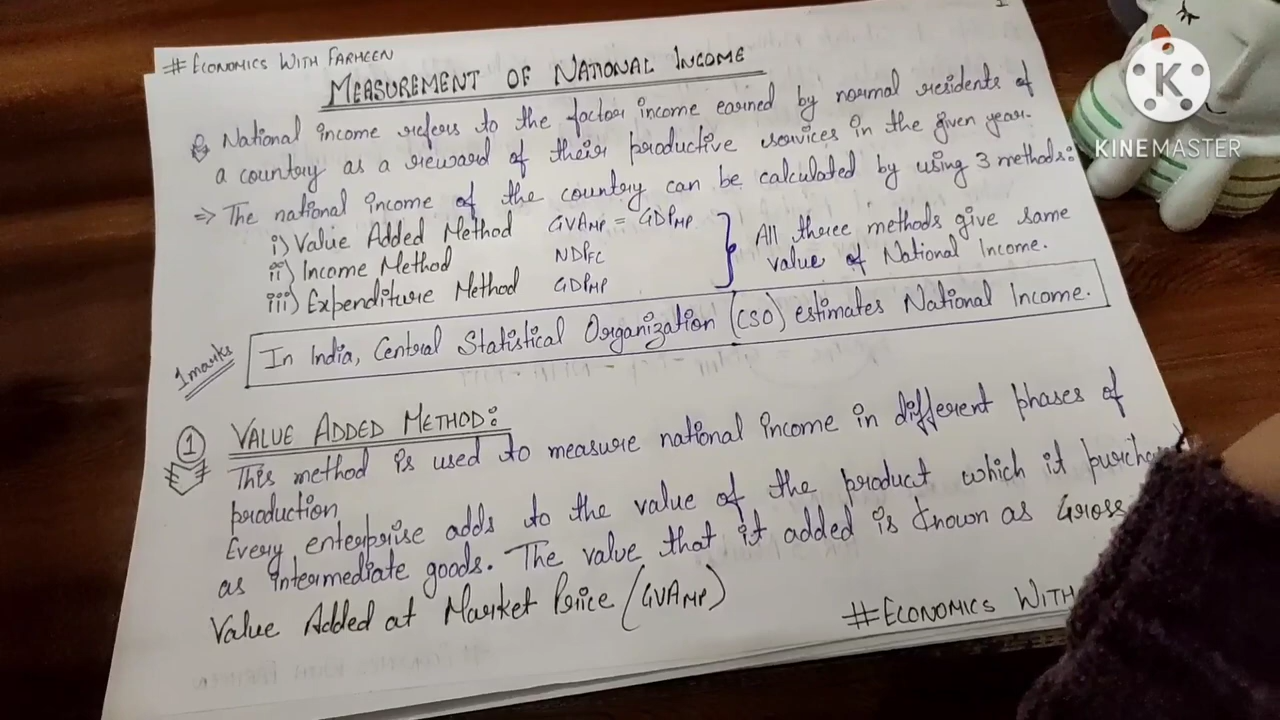 # ECONOMICS WITH FARHEEN
MEASUREMENT OF NATIONAL INCOME
National income refers to the factor income earned by normal residents of
a country as a reward of their productive services in the given year.
⇒ The national income of the country can be calculated by using 3 methods:
i) Value Added Method GVAMP = GDPMP
ii) Income Method NDPFC
iii) Expenditure Method GDPMP
} All three methods give same
value of National Income.
1marks
In India, Central Statistical Organization (CSO) estimates National Income.
1 VALUE ADDED METHOD:
This method is used to measure national income in different phases of
production
Every enterprise adds to the value of the product which it purcha
as intermediate goods. The value that it added is known as Gross
Value Added at Market Price (GVAMP)
# ECONOMICS WITH
K
KINEMASTER